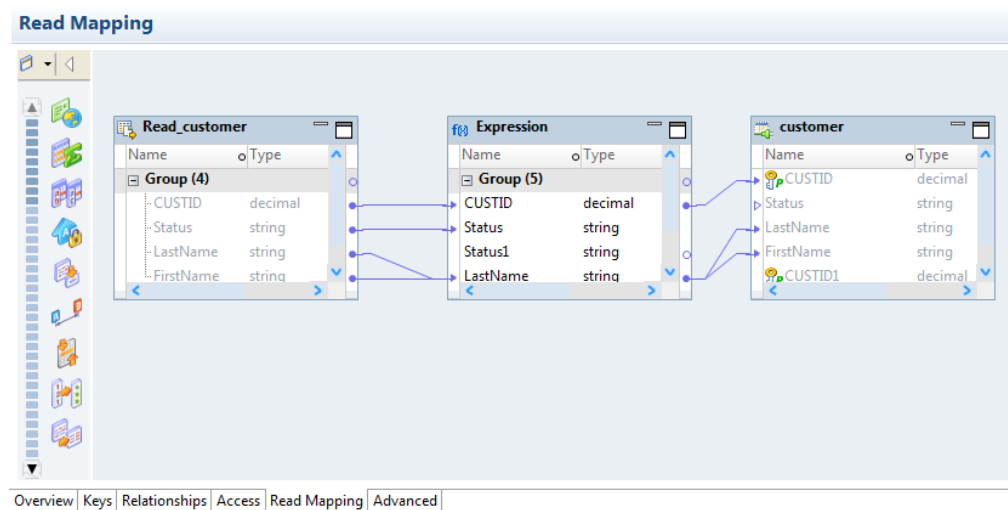 Read Mapping
Read_customer
Name Type
Group (4)
CUSTID decimal
Status string
LastName string
FirstName string
f(x) Expression
Name Type
Group (5)
CUSTID decimal
Status string
Status1 string
LastName string
customer
Name Type
CUSTID decimal
Status string
LastName string
FirstName string
CUSTID1 decimal
Overview Keys Relationships Access Read Mapping Advanced